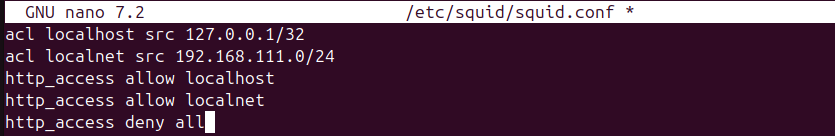 GNU nano 7.2 /etc/squid/squid.conf *
acl localhost src 127.0.0.1/32
acl localnet src 192.168.111.0/24
http_access allow localhost
http_access allow localnet
http_access deny all